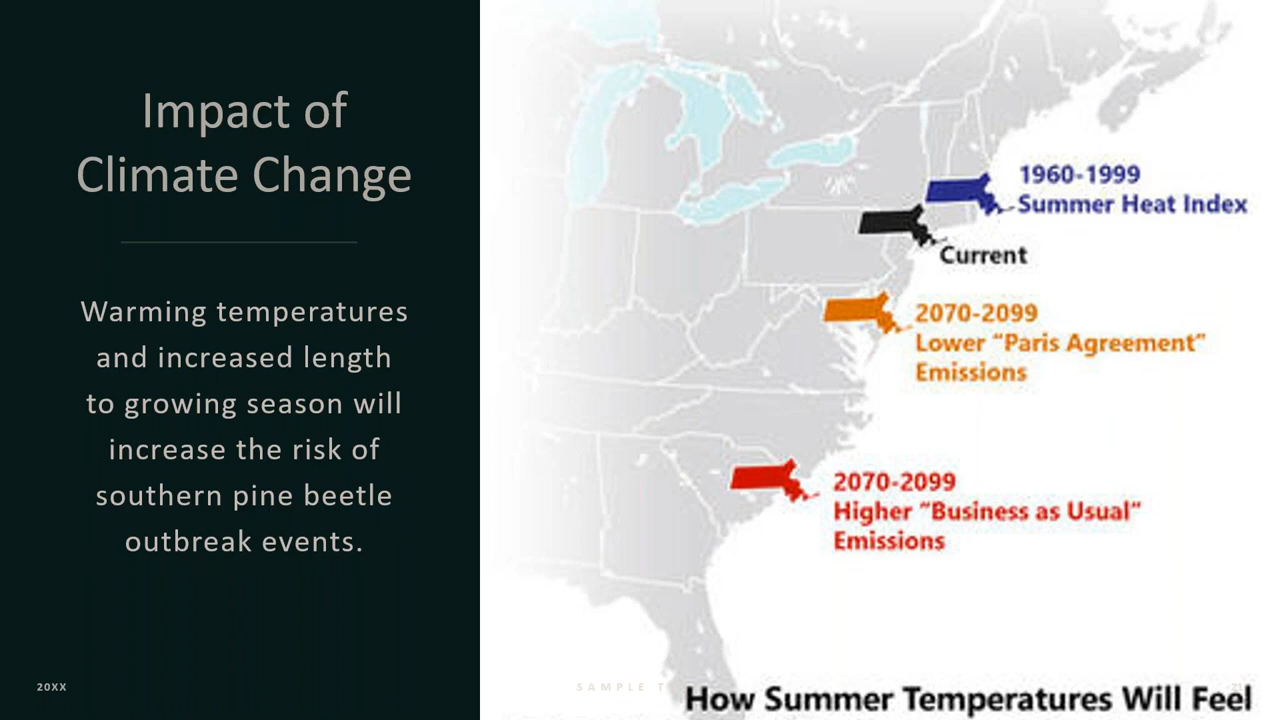 Impact of
Climate Change
Warming temperatures
and increased length
to growing season will
increase the risk of
southern pine beetle
outbreak events.
20XX
1960-1999
Summer Heat Index
Current
2070-2099
Lower "Paris Agreement"
Emissions
2070-2099
Higher "Business as Usual"
Emissions
SAMPLE T
How Summer Temperatures Will Feel